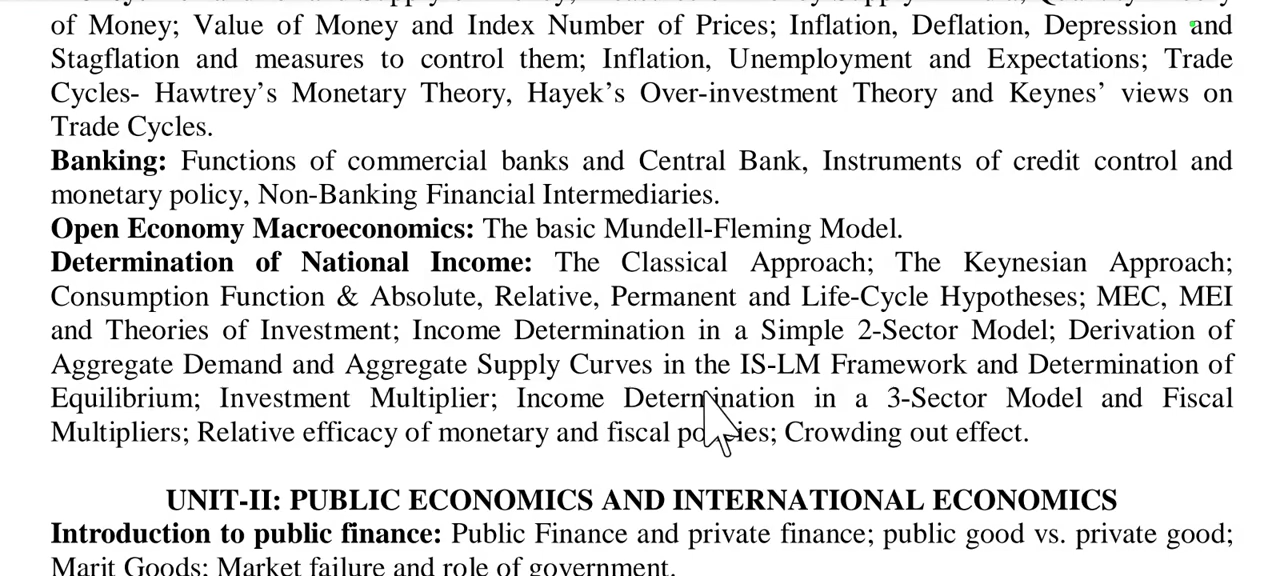 of Money; Value of Money and Index Number of Prices; Inflation, Deflation, Depression and
Stagflation and measures to control them; Inflation, Unemployment and Expectations; Trade
Cycles- Hawtrey's Monetary Theory, Hayek's Over-investment Theory and Keynes' views on
Trade Cycles.
Banking: Functions of commercial banks and Central Bank, Instruments of credit control and
monetary policy, Non-Banking Financial Intermediaries.
Open Economy Macroeconomics: The basic Mundell-Fleming Model.
Determination of National Income: The Classical Approach; The Keynesian Approach;
Consumption Function & Absolute, Relative, Permanent and Life-Cycle Hypotheses; MEC, MEI
and Theories of Investment; Income Determination in a Simple 2-Sector Model; Derivation of
Aggregate Demand and Aggregate Supply Curves in the IS-LM Framework and Determination of
Equilibrium; Investment Multiplier; Income Determination in a 3-Sector Model and Fiscal
Multipliers; Relative efficacy of monetary and fiscal policies; Crowding out effect.
UNIT-II: PUBLIC ECONOMICS AND INTERNATIONAL ECONOMICS
Introduction to public finance: Public Finance and private finance; public good vs. private good;
Marit Goods; Market failure and role of government.